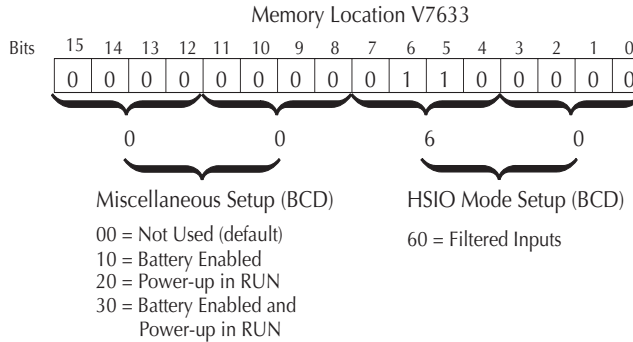 Memory Location V7633
Bits 15 14 13 12 11 10 9 8 7 6 5 4 3 2 1 0
0 0 0 0 0 0 0 0 0 1 1 0 0 0 0 0
0 0 6 0
Miscellaneous Setup (BCD)
00 = Not Used (default)
10 = Battery Enabled
20 = Power-up in RUN
30 = Battery Enabled and
Power-up in RUN
HSIO Mode Setup (BCD)
60 = Filtered Inputs